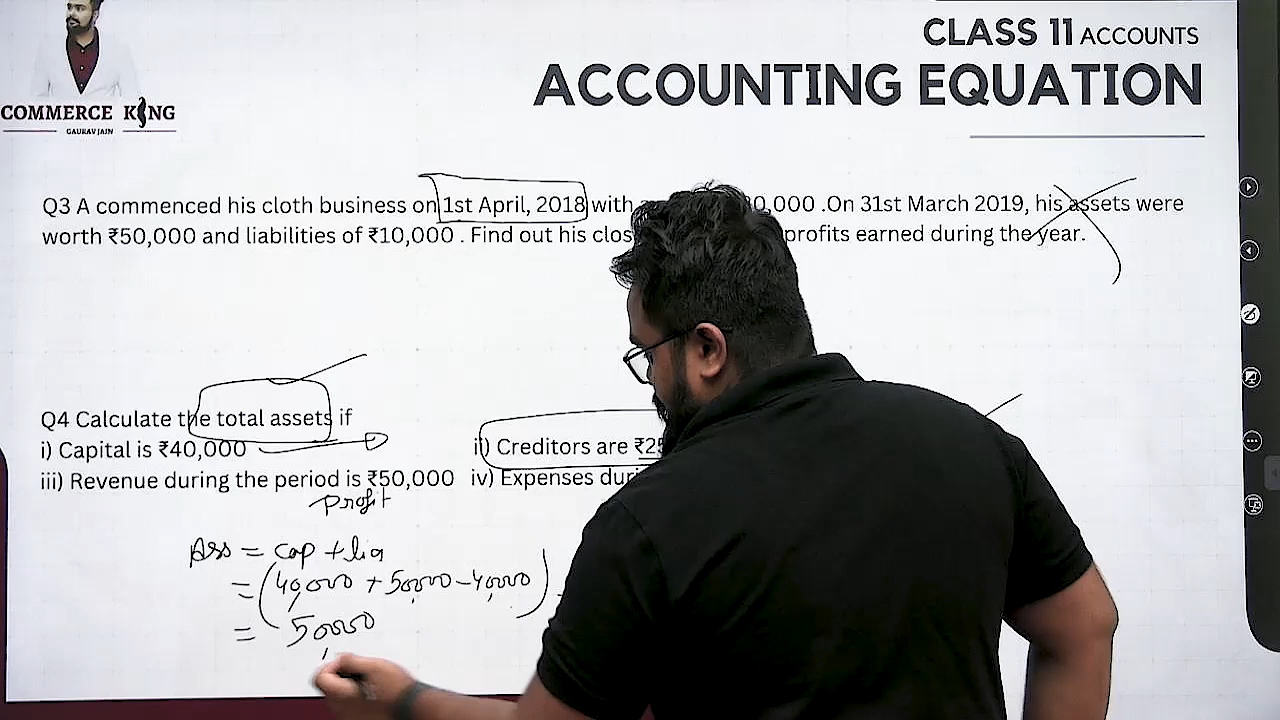 COMMERCE KING
GAURAV JAIN
CLASS 11 ACCOUNTS
ACCOUNTING EQUATION
Q3 A commenced his cloth business on 1st April, 2018 with 0,000 .On 31st March 2019, his assets were
worth ₹50,000 and liabilities of ₹10,000 . Find out his profits earned during the year.
Q4 Calculate the total assets if
i) Capital is ₹40,000 ii) Creditors are ₹25
iii) Revenue during the period is ₹50,000 iv) Expenses
Profit
Ass = cap + lia
= (40,000 + 50,000 - 40,000)
= 50,000